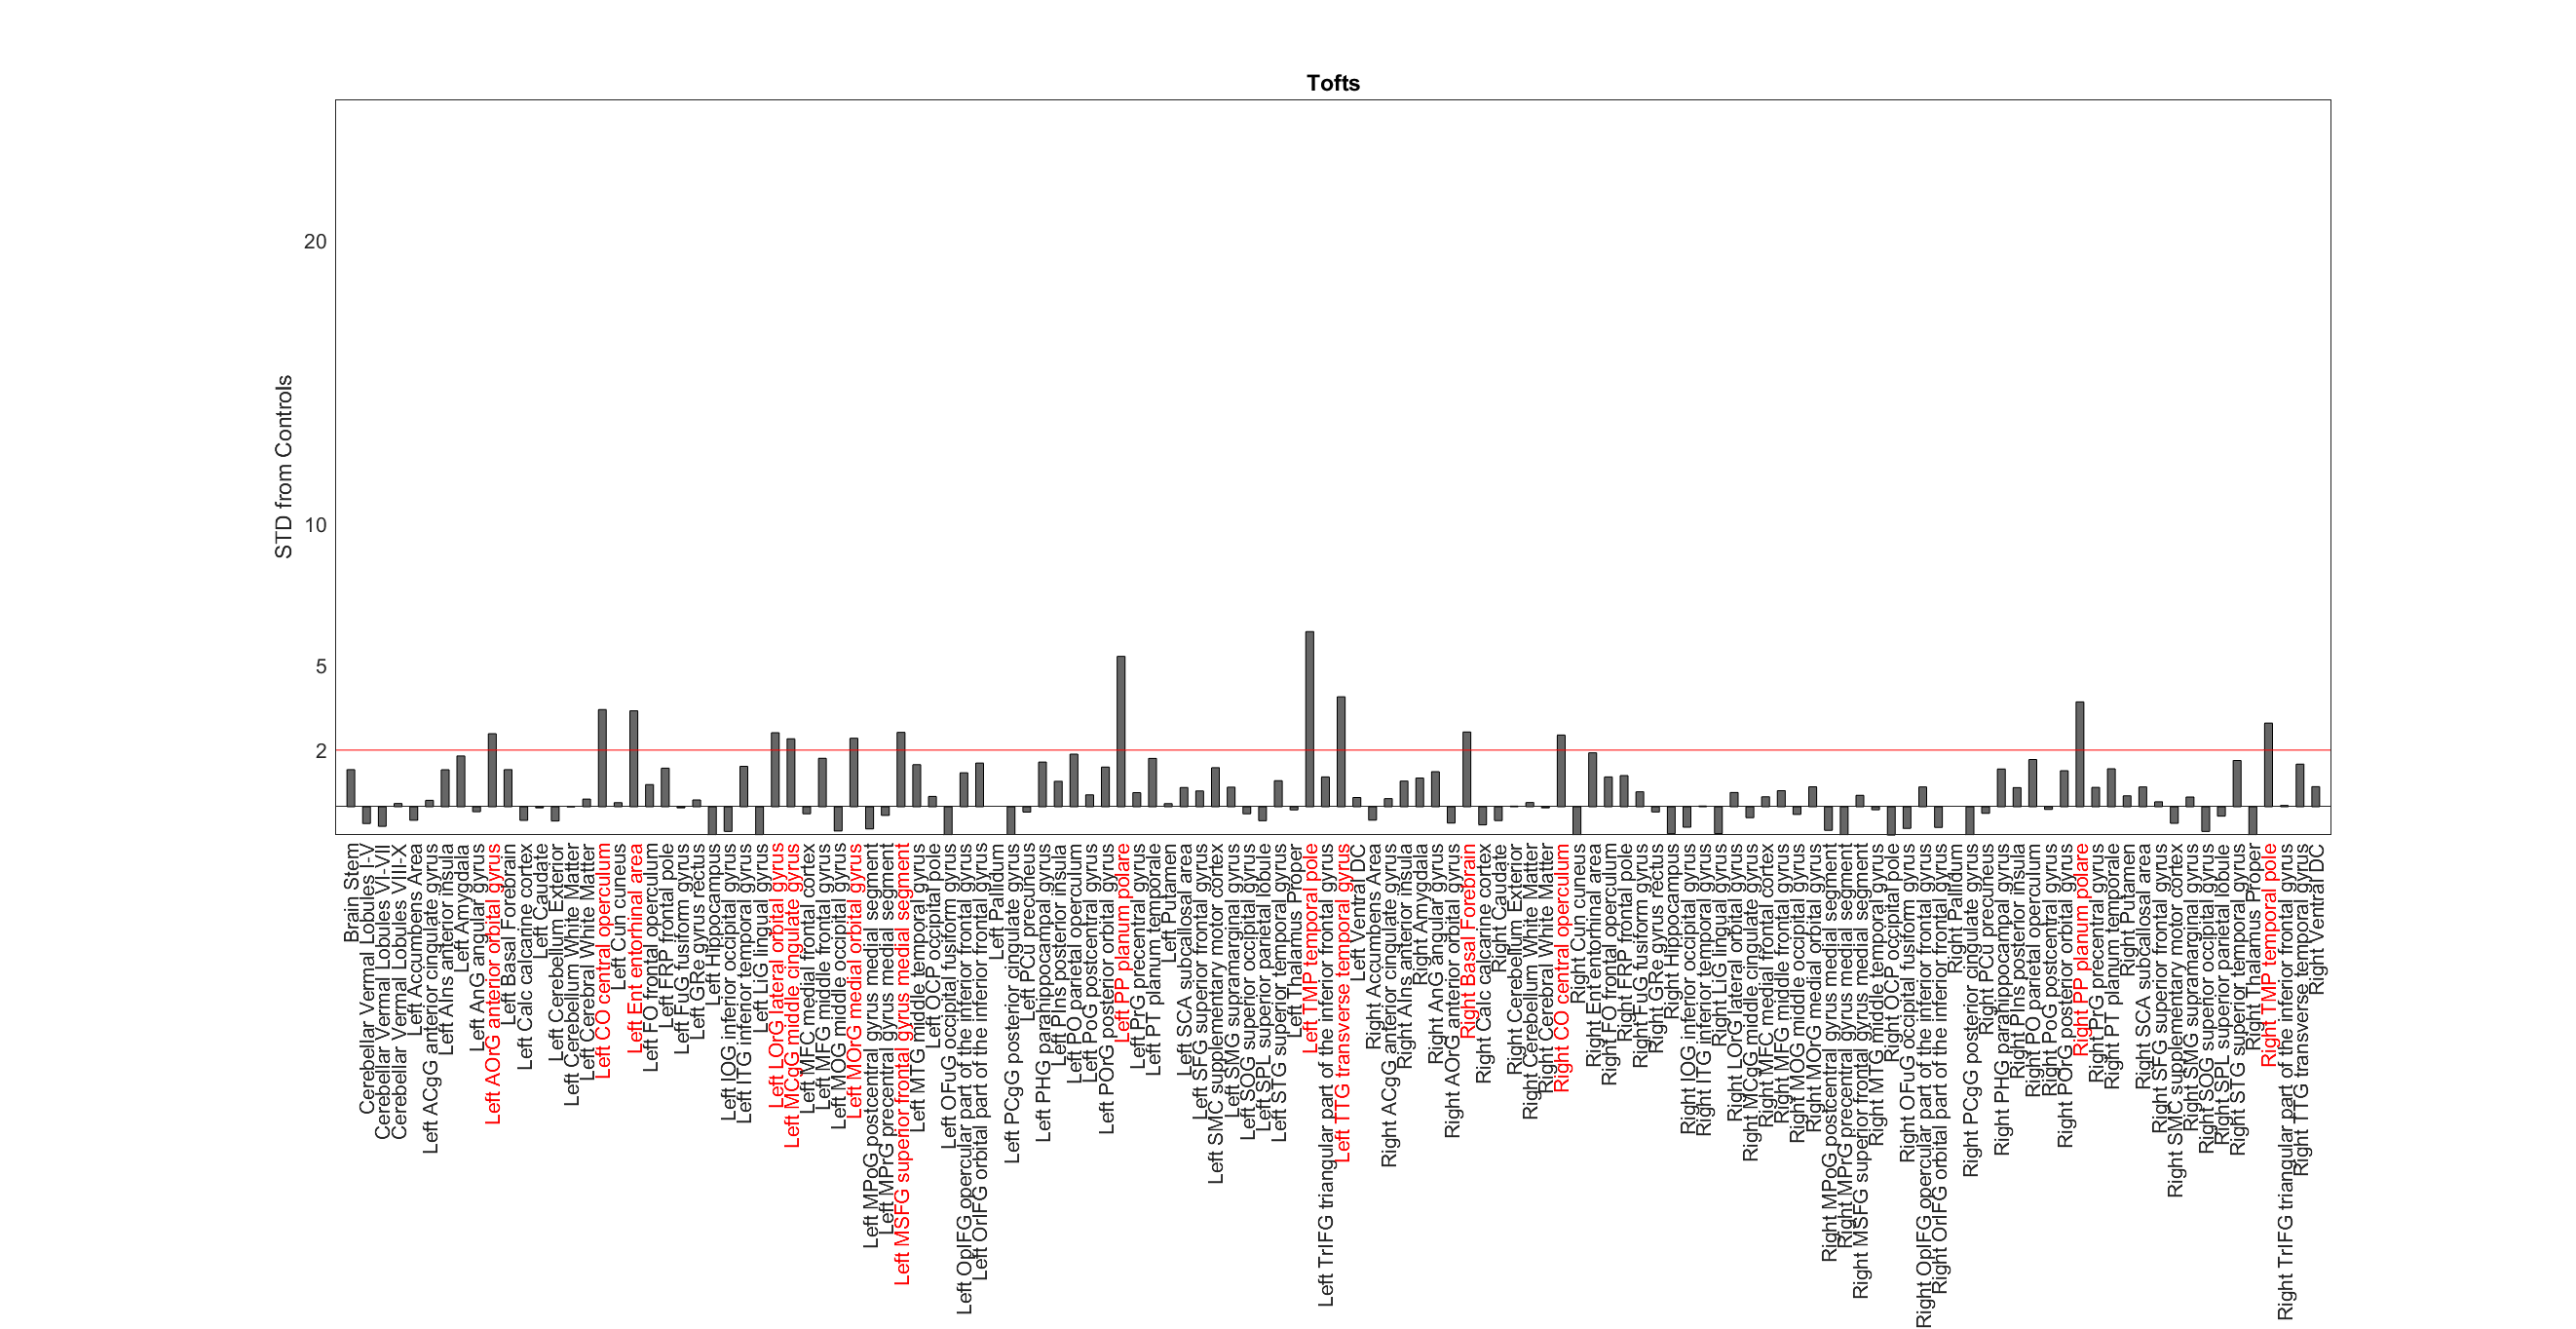 Tofts
STD from Controls
20
10
5
2
Brain Stem
Cerebellar Vermal Lobules I-V
Cerebellar Vermal Lobules VI-VII
Cerebellar Vermal Lobules VIII-X
Left Accumbens Area
Left ACgG anterior cingulate gyrus
Left AIns anterior insula
Left Amygdala
Left AnG angular gyrus
Left AOrG anterior orbital gyrus
Left Basal Forebrain
Left Calc calcarine cortex
Left Caudate
Left Cerebellum Exterior
Left Cerebellum White Matter
Left Cerebral White Matter
Left CO central operculum
Left Cun cuneus
Left Ent entorhinal area
Left FO frontal operculum
Left FRP frontal pole
Left FuG fusiform gyrus
Left GRe gyrus rectus
Left Hippocampus
Left IOG inferior occipital gyrus
Left ITG inferior temporal gyrus
Left LiG lingual gyrus
Left LOrG lateral orbital gyrus
Left MCgG middle cingulate gyrus
Left MFC medial frontal cortex
Left MFG middle frontal gyrus
Left MOG middle occipital gyrus
Left MOrG medial orbital gyrus
Left MPoG postcentral gyrus medial segment
Left MPrG precentral gyrus medial segment
Left MSFG superior frontal gyrus medial segment
Left MTG middle temporal gyrus
Left OCP occipital pole
Left OFuG occipital fusiform gyrus
Left OpIFG opercular part of the inferior frontal gyrus
Left OrIFG orbital part of the inferior frontal gyrus
Left Pallidum
Left PCgG posterior cingulate gyrus
Left PCu precuneus
Left PHG parahippocampal gyrus
Left PIns posterior insula
Left PO parietal operculum
Left PoG postcentral gyrus
Left POrG posterior orbital gyrus
Left PP planum polare
Left PrG precentral gyrus
Left PT planum temporale
Left Putamen
Left SCA subcallosal area
Left SFG superior frontal gyrus
Left SMC supplementary motor cortex
Left SMG supramarginal gyrus
Left SOG superior occipital gyrus
Left SPL superior parietal lobule
Left STG superior temporal gyrus
Left Thalamus Proper
Left TMP temporal pole
Left TrIFG triangular part of the inferior frontal gyrus
Left TTG transverse temporal gyrus
Left Ventral DC
Right Accumbens Area
Right ACgG anterior cingulate gyrus
Right AIns anterior insula
Right Amygdala
Right AnG angular gyrus
Right AOrG anterior orbital gyrus
Right Basal Forebrain
Right Calc calcarine cortex
Right Caudate
Right Cerebellum Exterior
Right Cerebellum White Matter
Right Cerebral White Matter
Right CO central operculum
Right Cun cuneus
Right Ent entorhinal area
Right FO frontal operculum
Right FRP frontal pole
Right FuG fusiform gyrus
Right GRe gyrus rectus
Right Hippocampus
Right IOG inferior occipital gyrus
Right ITG inferior temporal gyrus
Right LiG lingual gyrus
Right LOrG lateral orbital gyrus
Right MCgG middle cingulate gyrus
Right MFC medial frontal cortex
Right MFG middle frontal gyrus
Right MOG middle occipital gyrus
Right MOrG medial orbital gyrus
Right MPoG postcentral gyrus medial segment
Right MPrG precentral gyrus medial segment
Right MSFG superior frontal gyrus medial segment
Right MTG middle temporal gyrus
Right OCP occipital pole
Right OFuG occipital fusiform gyrus
Right OpIFG opercular part of the inferior frontal gyrus
Right OrIFG orbital part of the inferior frontal gyrus
Right Pallidum
Right PCgG posterior cingulate gyrus
Right PCu precuneus
Right PHG parahippocampal gyrus
Right PIns posterior insula
Right PO parietal operculum
Right PoG postcentral gyrus
Right POrG posterior orbital gyrus
Right PP planum polare
Right PrG precentral gyrus
Right PT planum temporale
Right Putamen
Right SCA subcallosal area
Right SFG superior frontal gyrus
Right SMC supplementary motor cortex
Right SMG supramarginal gyrus
Right SOG superior occipital gyrus
Right SPL superior parietal lobule
Right STG superior temporal gyrus
Right Thalamus Proper
Right TMP temporal pole
Right TrIFG triangular part of the inferior frontal gyrus
Right TTG transverse temporal gyrus
Right Ventral DC